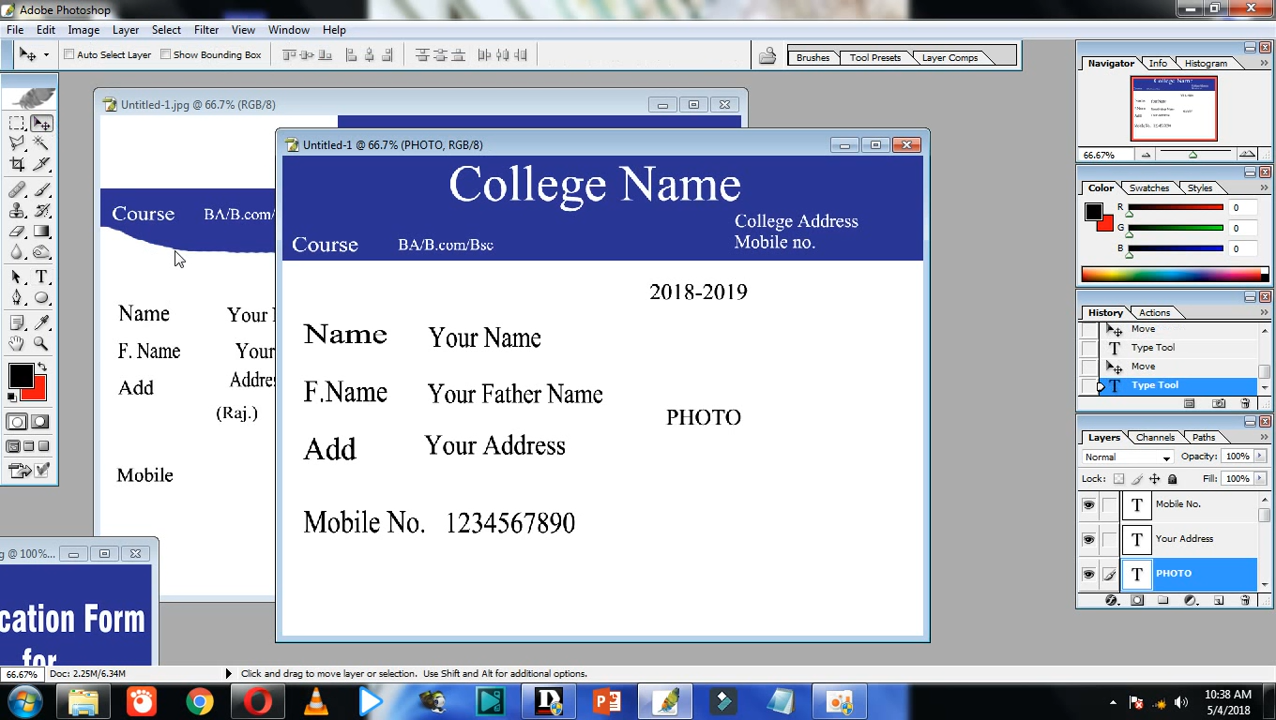 Adobe Photoshop
File Edit Image Layer Select Filter View Window Help
Auto Select Layer Show Bounding Box
Brushes Tool Presets Layer Comps
Navigator Info Histogram
66.67%
Color Swatches Styles
R 0
G 0
B 0
History Actions
Move
Type Tool
Move
Type Tool
Layers Channels Paths
Normal Opacity: 100%
Lock: Fill: 100%
Mobile No.
Your Address
PHOTO
Untitled-1.jpg @ 66.7% (RGB/8)
Course BA/B.com/
Name Your
F. Name Your
Add Addres
(Raj.)
Mobile
Untitled-1 @ 66.7% (PHOTO, RGB/8)
College Name
College Address
Course BA/B.com/Bsc Mobile no.
2018-2019
Name Your Name
F.Name Your Father Name
PHOTO
Add Your Address
Mobile No. 1234567890
g @ 100%...
cation Form
for
66.67% Doc: 2.25M/6.34M Click and drag to move layer or selection. Use Shift and Alt for additional options.
10:38 AM
5/4/2018